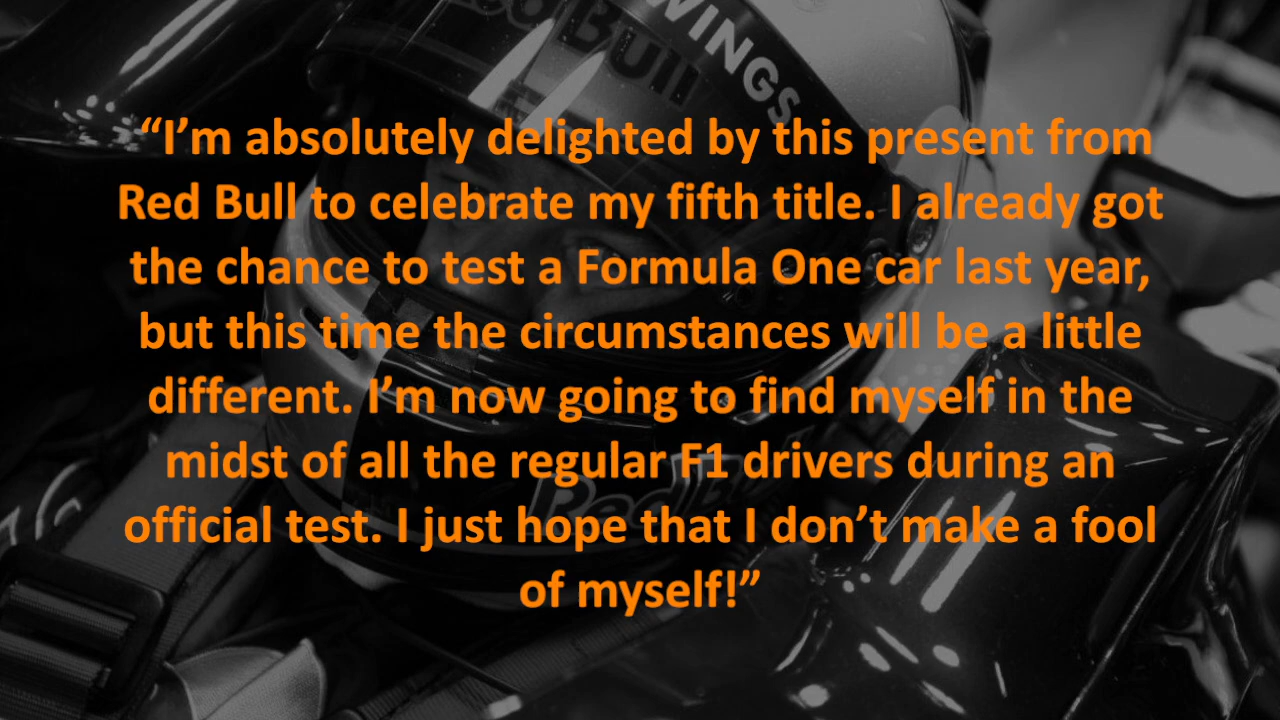 Red Bull
WINGS
“I’m absolutely delighted by this present from
Red Bull to celebrate my fifth title. I already got
the chance to test a Formula One car last year,
but this time the circumstances will be a little
different. I’m now going to find myself in the
midst of all the regular F1 drivers during an
official test. I just hope that I don’t make a fool
of myself!”